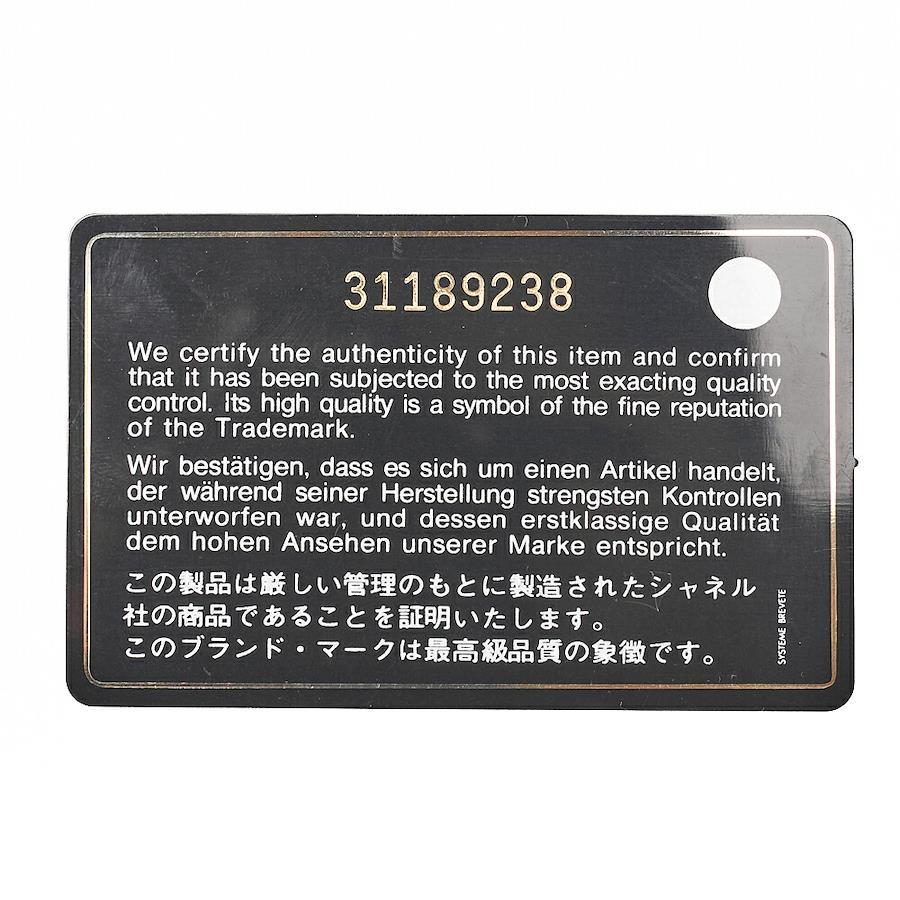 31189238
We certify the authenticity of this item and confirm
that it has been subjected to the most exacting quality
control. Its high quality is a symbol of the fine reputation
of the Trademark.
Wir bestätigen, dass es sich um einen Artikel handelt,
der während seiner Herstellung strengsten Kontrollen
unterworfen war, und dessen erstklassige Qualität
dem hohen Ansehen unserer Marke entspricht.
この製品は厳しい管理のもとに製造されたシャネル
社の商品であることを証明いたします。
このブランド・マークは最高級品質の象徴です。
SYSTEME BREVETE